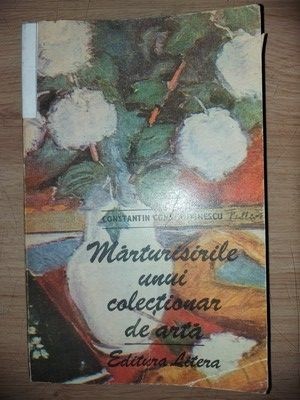 CONSTANTIN
Mărturisirile
unui
colecționar
de artă
Editura Litera